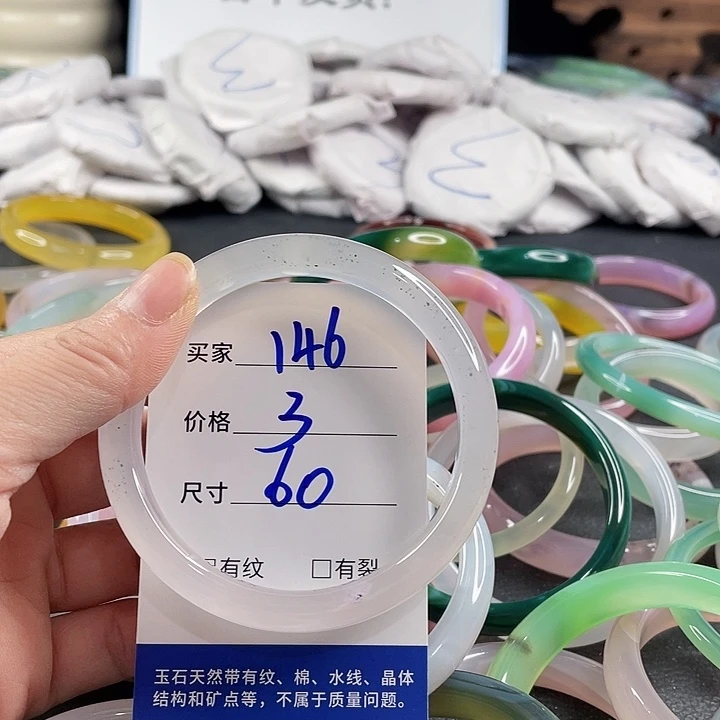 买家 146
价格 3
尺寸 60
有纹 □有裂
玉石天然带有纹、棉、水线、晶体
结构和矿点等，不属于质量问题。